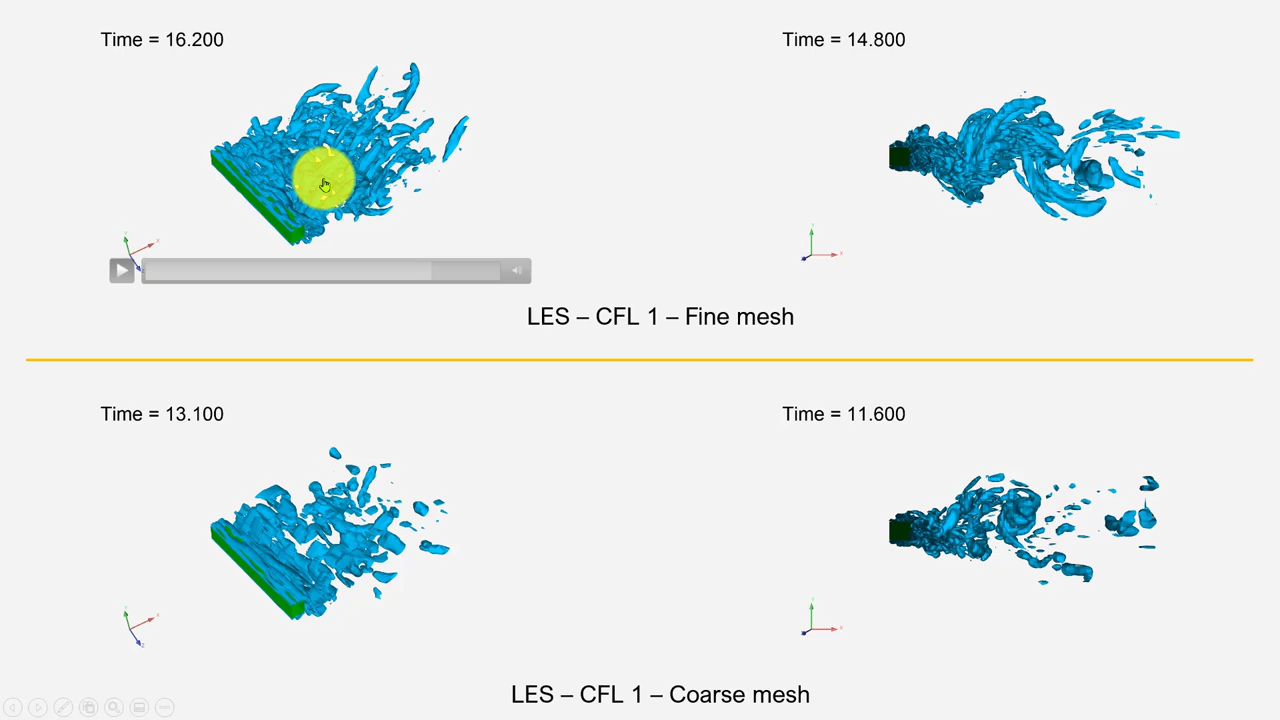 Time = 16.200
Time = 14.800
LES – CFL 1 – Fine mesh
Time = 13.100
Time = 11.600
LES – CFL 1 – Coarse mesh